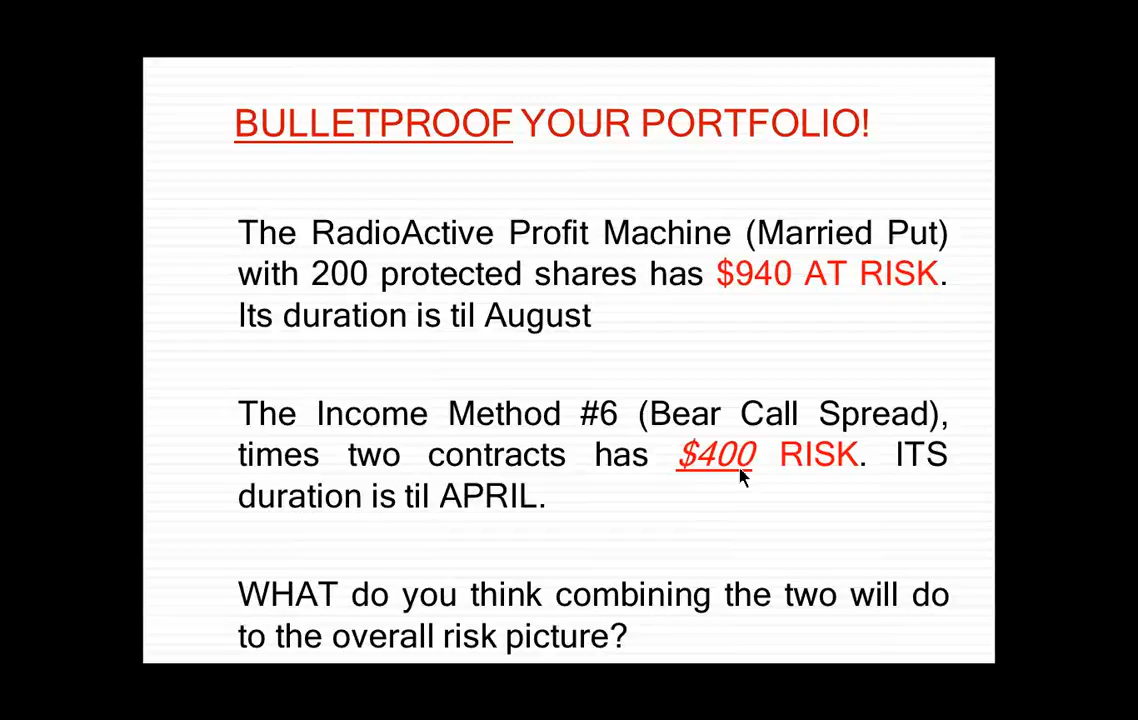 BULLETPROOF YOUR PORTFOLIO!
The RadioActive Profit Machine (Married Put)
with 200 protected shares has $940 AT RISK.
Its duration is til August
The Income Method #6 (Bear Call Spread),
times two contracts has $400 RISK. ITS
duration is til APRIL.
WHAT do you think combining the two will do
to the overall risk picture?